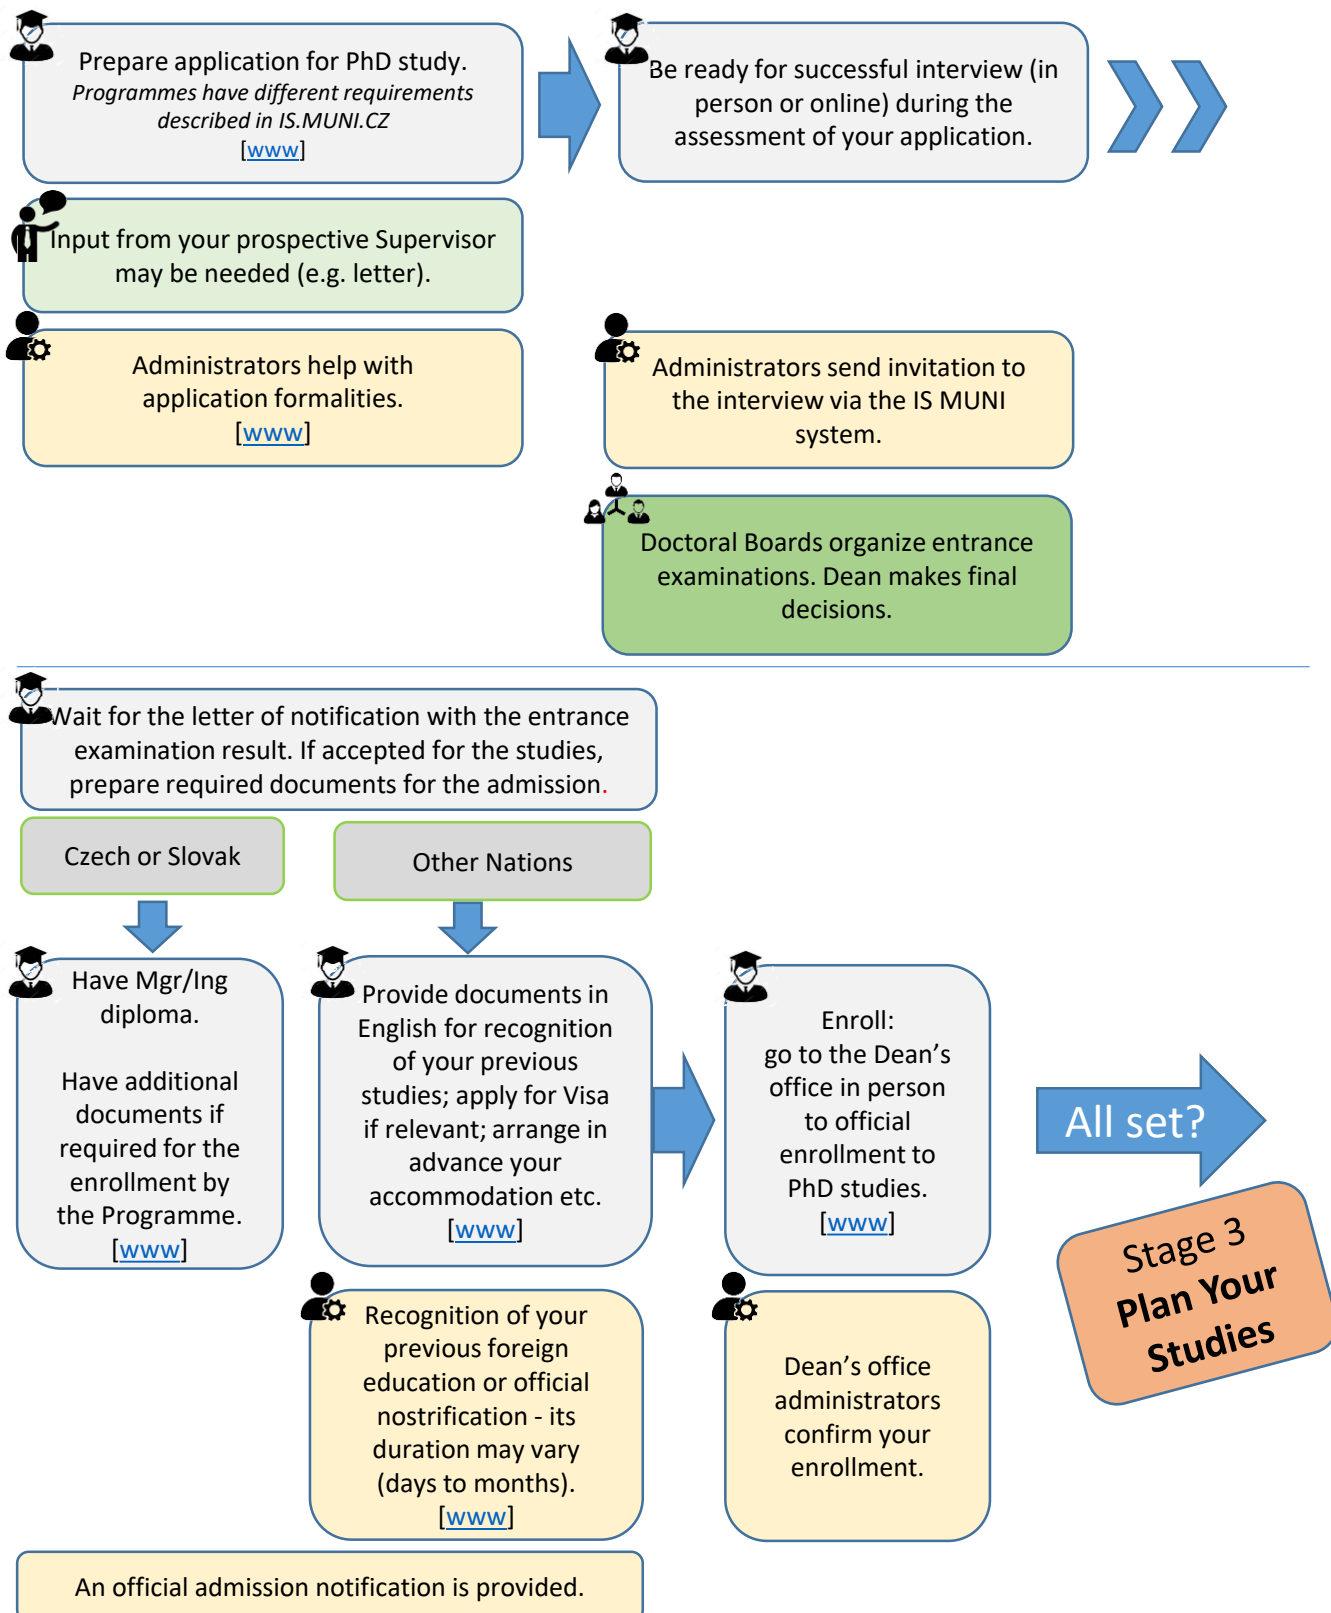 Prepare application for PhD study.
Programmes have different requirements
described in IS.MUNI.CZ
[www]
Be ready for successful interview (in
person or online) during the
assessment of your application.
Input from your prospective Supervisor
may be needed (e.g. letter).
Administrators help with
application formalities.
[www]
Administrators send invitation to
the interview via the IS MUNI
system.
Doctoral Boards organize entrance
examinations. Dean makes final
decisions.
Wait for the letter of notification with the entrance
examination result. If accepted for the studies,
prepare required documents for the admission.
Czech or Slovak
Other Nations
Have Mgr/Ing
diploma.
Have additional
documents if
required for the
enrollment by
the Programme.
[www]
Provide documents in
English for recognition
of your previous
studies; apply for Visa
if relevant; arrange in
advance your
accommodation etc.
[www]
Enroll:
go to the Dean’s
office in person
to official
enrollment to
PhD studies.
[www]
All set?
Stage 3
Plan Your
Studies
Recognition of your
previous foreign
education or official
nostrification - its
duration may vary
(days to months).
[www]
Dean’s office
administrators
confirm your
enrollment.
An official admission notification is provided.